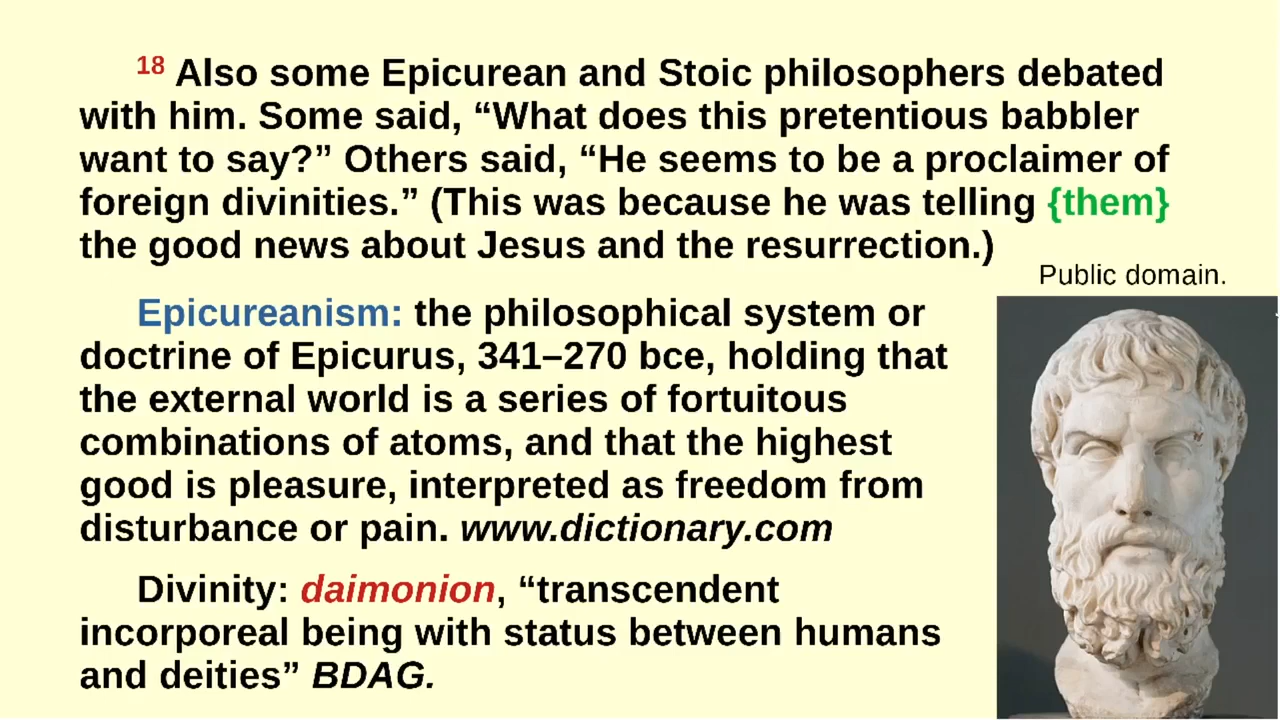 18 Also some Epicurean and Stoic philosophers debated
with him. Some said, “What does this pretentious babbler
want to say?” Others said, “He seems to be a proclaimer of
foreign divinities.” (This was because he was telling {them}
the good news about Jesus and the resurrection.)
Public domain.
Epicureanism: the philosophical system or
doctrine of Epicurus, 341–270 bce, holding that
the external world is a series of fortuitous
combinations of atoms, and that the highest
good is pleasure, interpreted as freedom from
disturbance or pain. www.dictionary.com
Divinity: daimonion, “transcendent
incorporeal being with status between humans
and deities” BDAG.